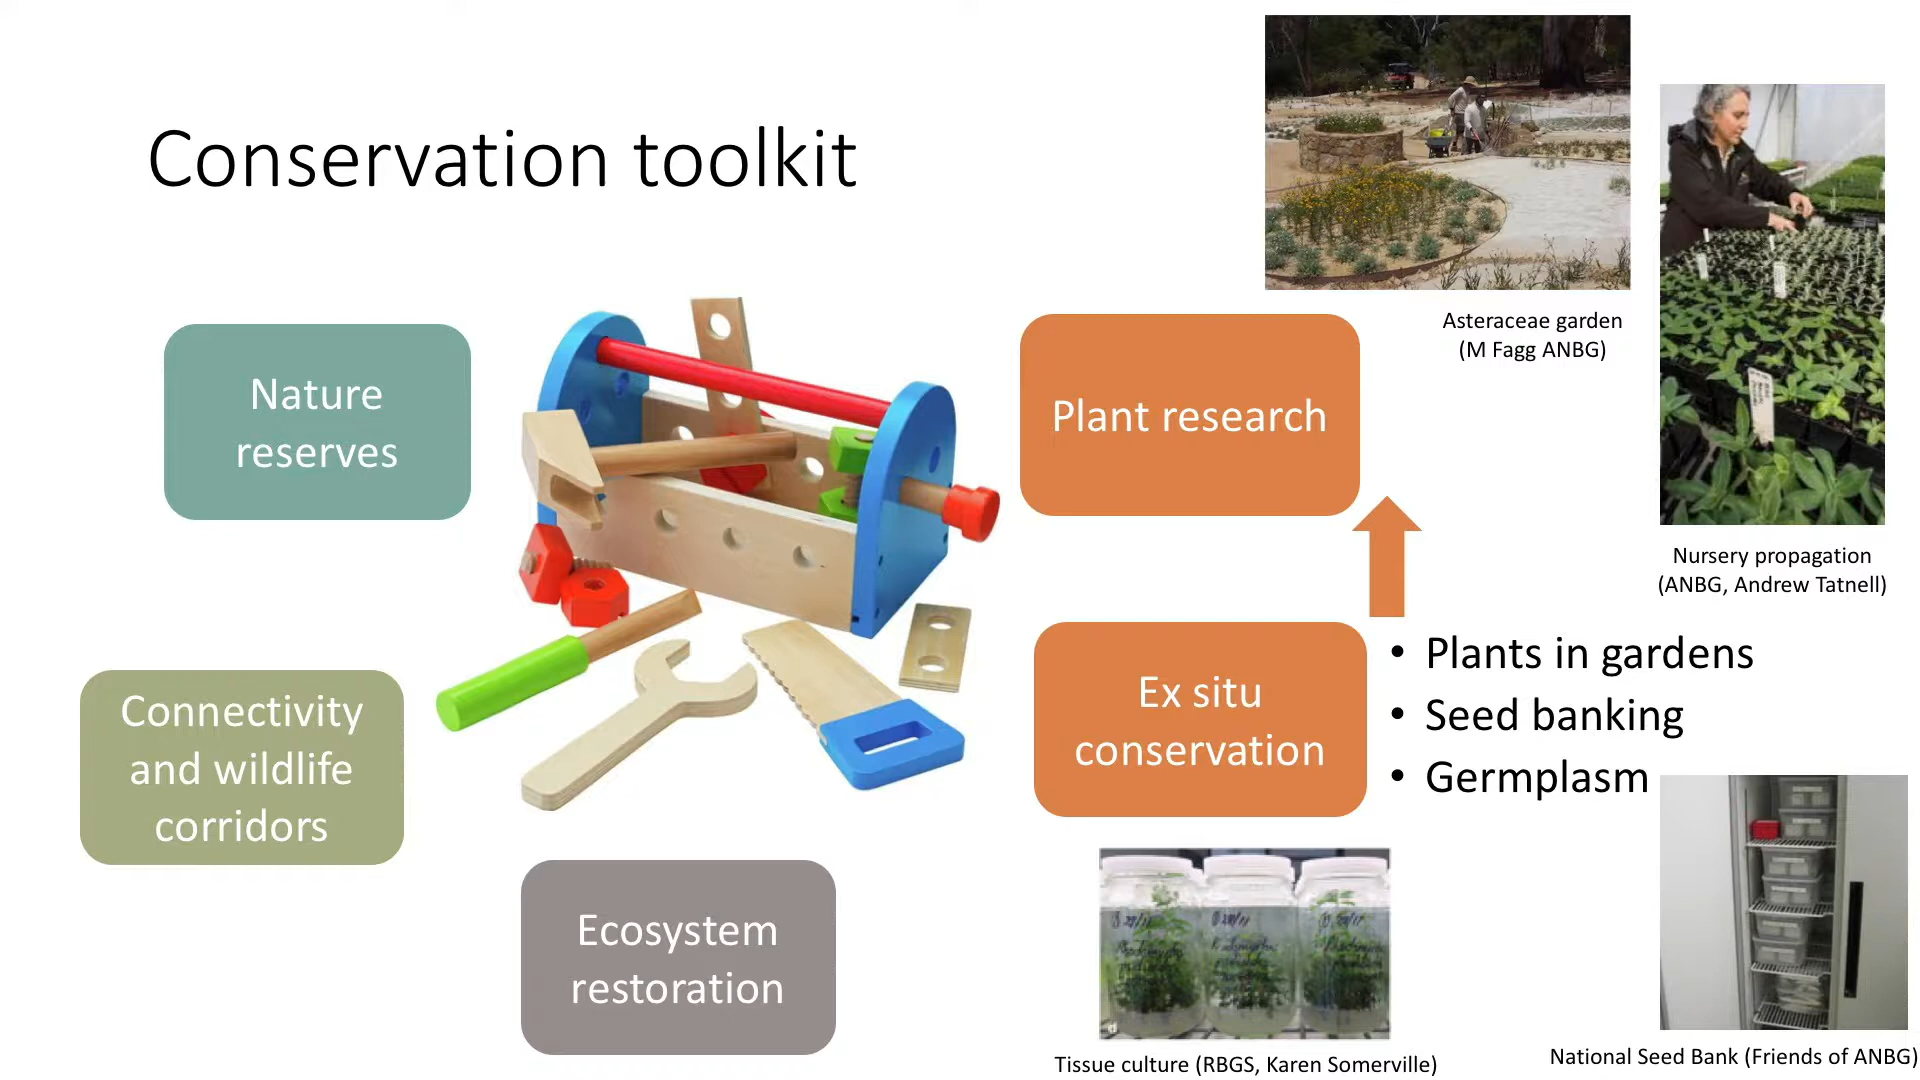 Conservation toolkit
Asteraceae garden
(M Fagg ANBG)
Nature
reserves
Plant research
Nursery propagation
(ANBG, Andrew Tatnell)
Connectivity
and wildlife
corridors
Ex situ
conservation
• Plants in gardens
• Seed banking
• Germplasm
Ecosystem
restoration
Tissue culture (RBGS, Karen Somerville)
National Seed Bank (Friends of ANBG)